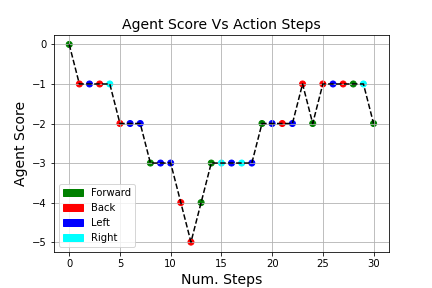 Agent Score Vs Action Steps
Agent Score
0
−1
−2
−3
−4
−5
Forward
Back
Left
Right
0 5 10 15 20 25 30
Num. Steps